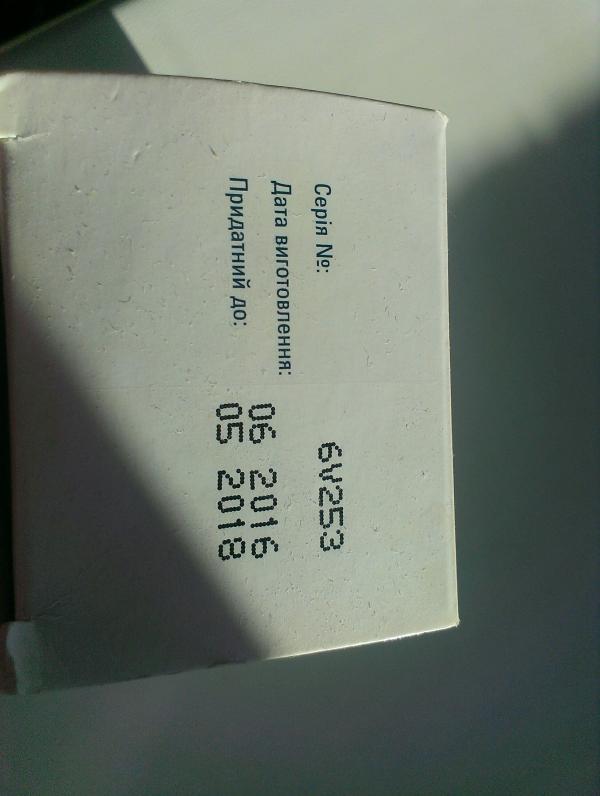 Серія №: 6V253
Дата виготовлення: 06 2016
Придатний до: 05 2018